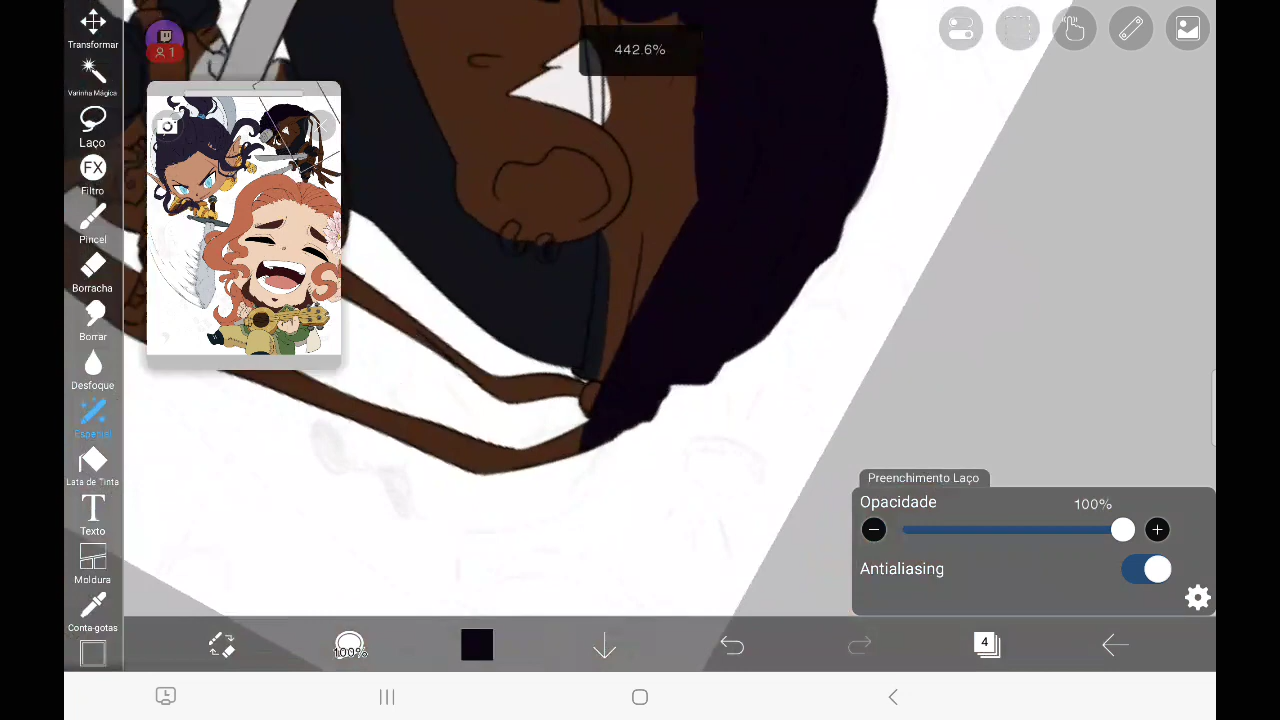 Transformar
Varinha Mágica
Laço
FX
Filtro
Pincel
Borracha
Borrar
Desfoque
Especial
Lata de Tinta
T
Texto
Moldura
Conta-gotas
1
442.6%
Preenchimento Laço
Opacidade
100%
Antialiasing
100%
4